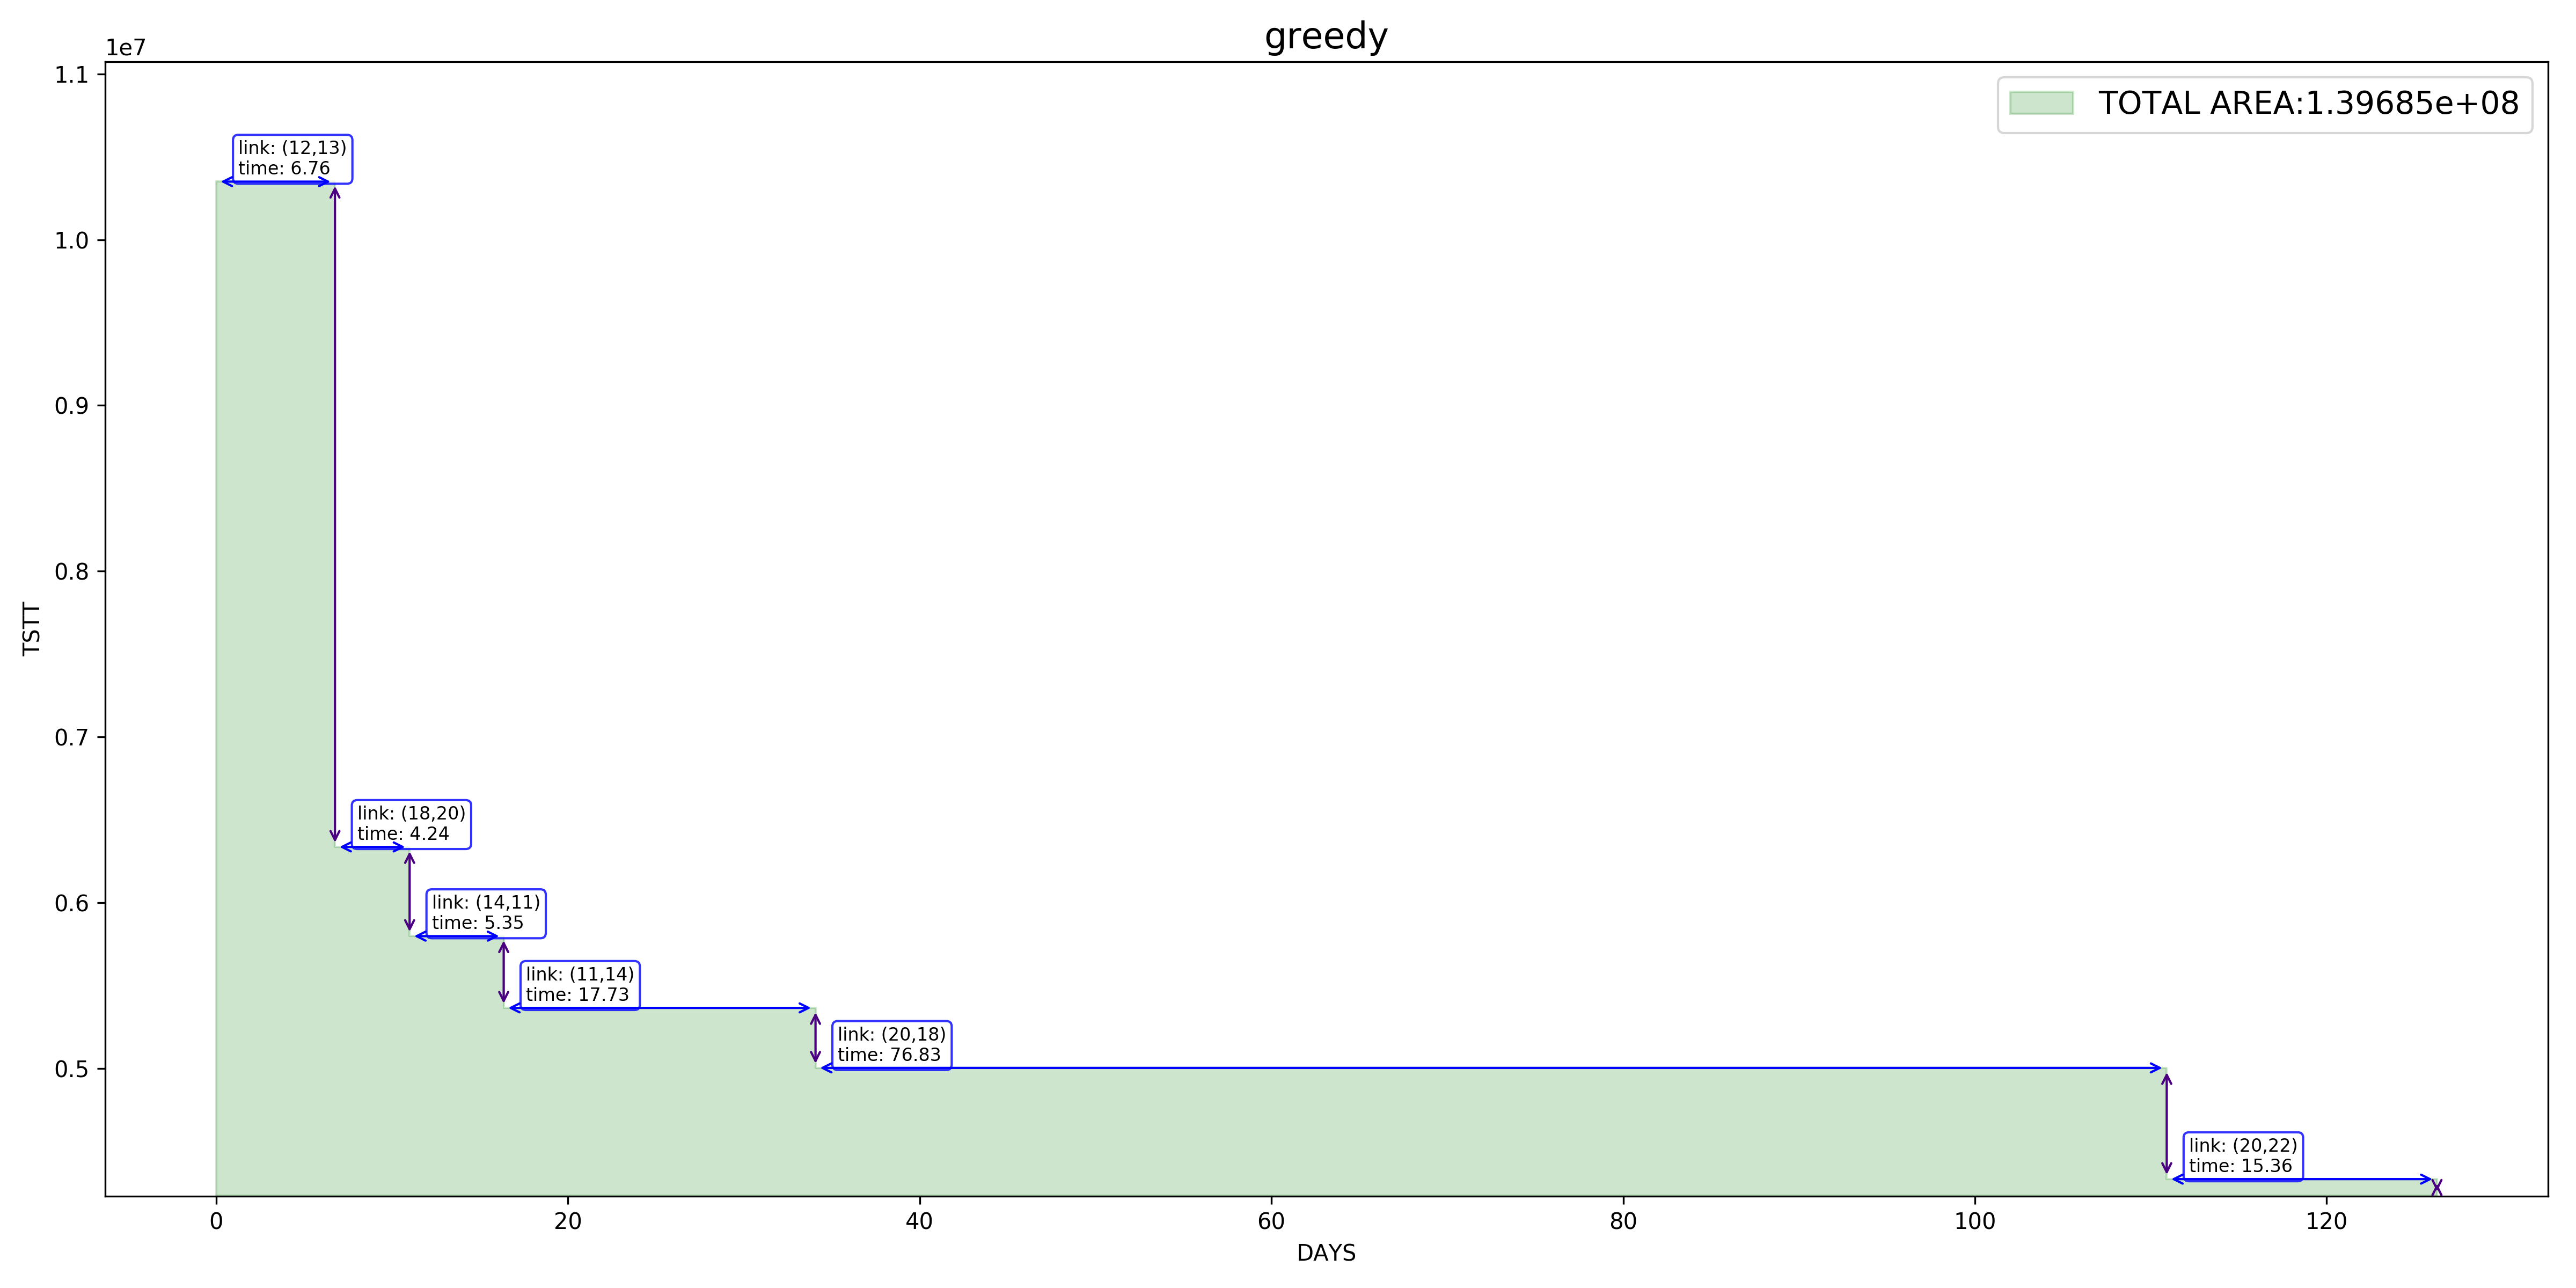 greedy
1e7
1.1
1.0
0.9
0.8
0.7
0.6
0.5
TSTT
TOTAL AREA:1.39685e+08
link: (12,13)
time: 6.76
link: (18,20)
time: 4.24
link: (14,11)
time: 5.35
link: (11,14)
time: 17.73
link: (20,18)
time: 76.83
link: (20,22)
time: 15.36
0 20 40 60 80 100 120
DAYS